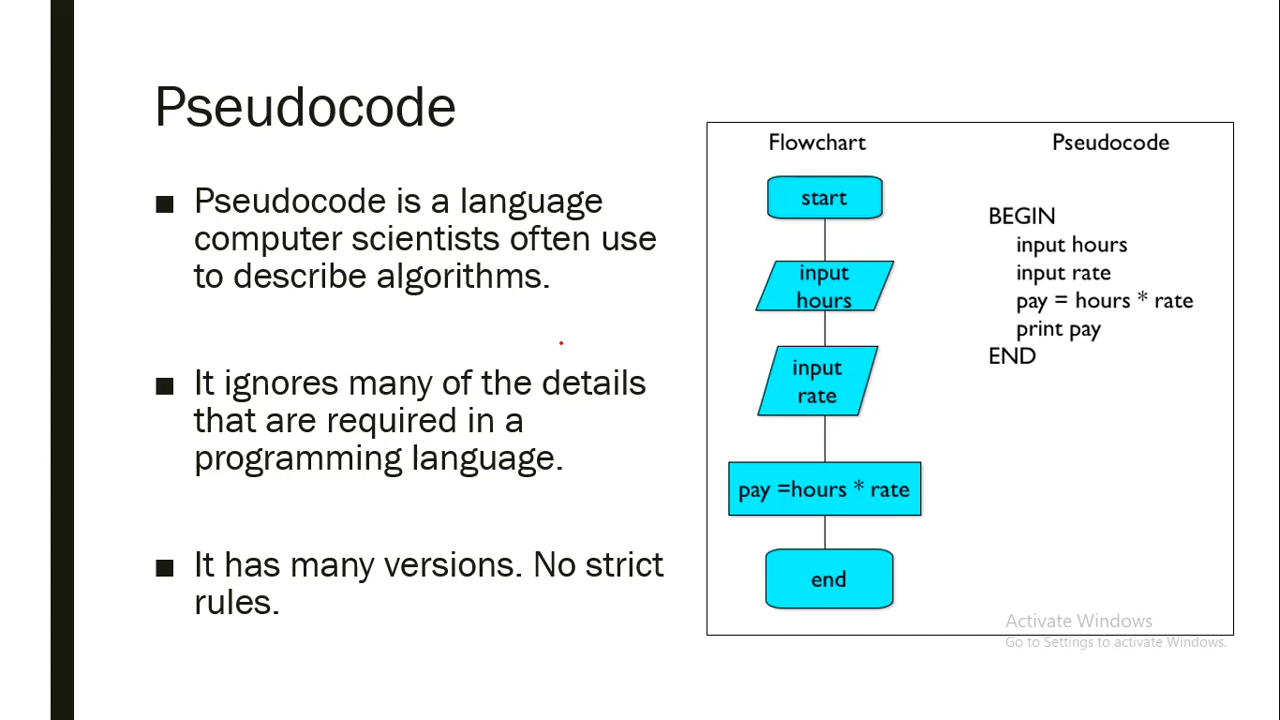 Pseudocode
■ Pseudocode is a language
computer scientists often use
to describe algorithms.
■ It ignores many of the details
that are required in a
programming language.
■ It has many versions. No strict
rules.
Flowchart
start
input
hours
input
rate
pay =hours * rate
end
Pseudocode
BEGIN
input hours
input rate
pay = hours * rate
print pay
END
Activate Windows
Go to Settings to activate Windows.